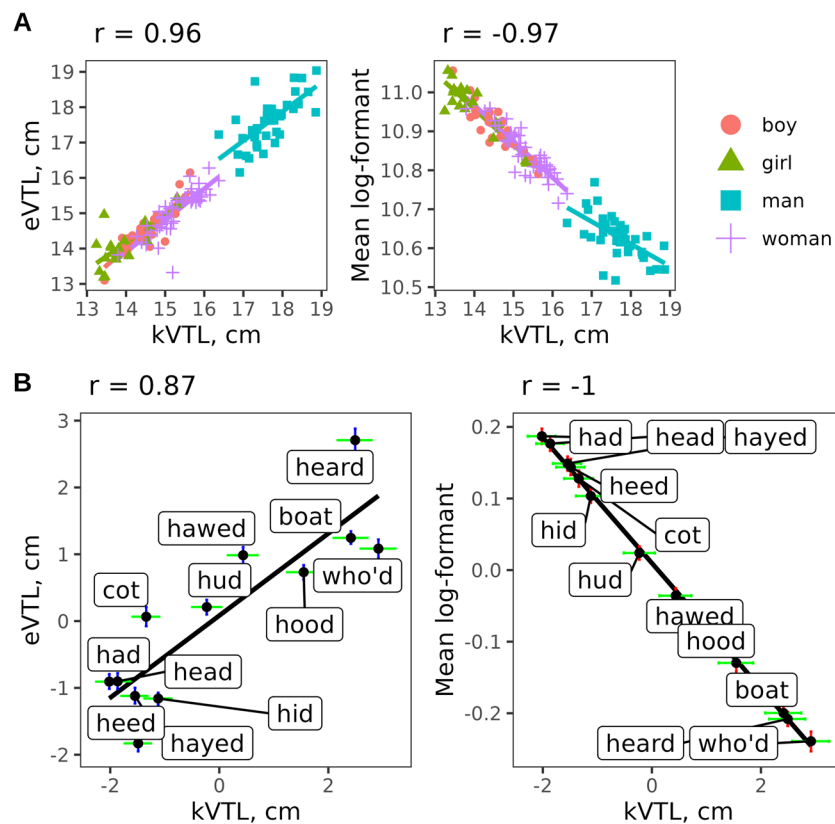 A
r = 0.96
r = -0.97
19
18
17
16
15
14
13
eVTL, cm
13 14 15 16 17 18 19
kVTL, cm
11.0
10.9
10.8
10.7
10.6
10.5
Mean log-formant
13 14 15 16 17 18 19
kVTL, cm
boy
girl
man
woman
B
r = 0.87
r = -1
3
2
1
0
-1
-2
eVTL, cm
heard
boat
hawed
hud
who'd
cot
hood
had
head
heed
hid
hayed
-2 0 2
kVTL, cm
0.2
0.1
0.0
-0.1
-0.2
Mean log-formant
had
head
hayed
heed
hid
cot
hud
hawed
hood
boat
heard
who'd
-2 0 2
kVTL, cm